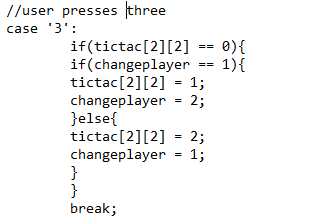 //user presses three
case '3':
if(tictac[2][2] == 0){
if(changeplayer == 1){
tictac[2][2] = 1;
changeplayer = 2;
}else{
tictac[2][2] = 2;
changeplayer = 1;
}
}
break;